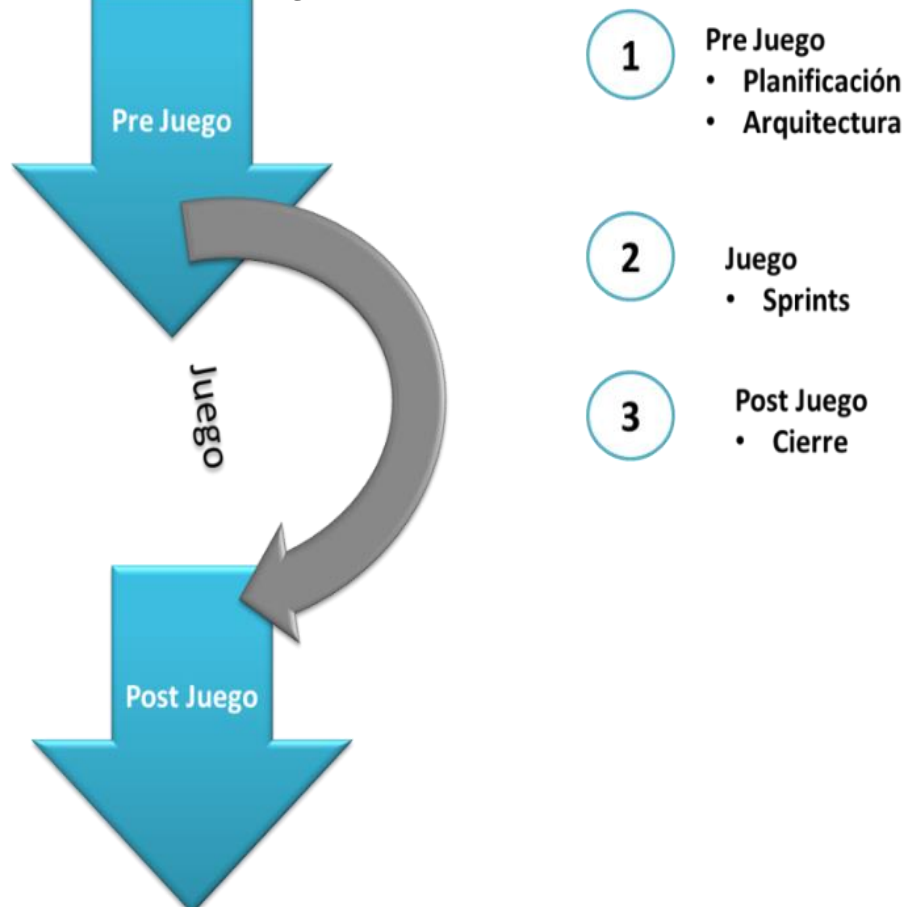 Pre Juego
Juego
Post Juego
1
Pre Juego
• Planificación
• Arquitectura
2
Juego
• Sprints
3
Post Juego
• Cierre